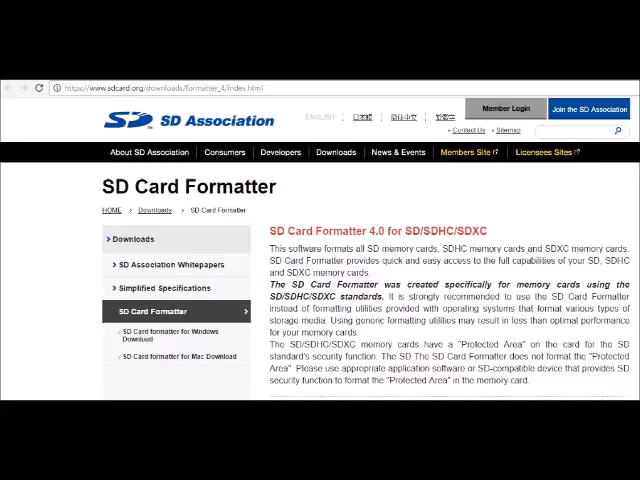 https://www.sdcard.org/downloads/formatter_4/index.html
Member Login
Join the SD Association
SD Association
ENGLISH
日本語
简体中文
繁體字
Contact Us
Sitemap
About SD Association
Consumers
Developers
Downloads
News & Events
Members Site
Licensees Sites
SD Card Formatter
HOME > Downloads > SD Card Formatter
Downloads
SD Association Whitepapers
Simplified Specifications
SD Card Formatter
SD Card formatter for Windows
Download
SD Card formatter for Mac Download
SD Card Formatter 4.0 for SD/SDHC/SDXC
This software formats all SD memory cards, SDHC memory cards and SDXC memory cards.
SD Card Formatter provides quick and easy access to the full capabilities of your SD, SDHC
and SDXC memory cards.
The SD Card Formatter was created specifically for memory cards using the
SD/SDHC/SDXC standards. It is strongly recommended to use the SD Card Formatter
instead of formatting utilities provided with operating systems that format various types of
storage media. Using generic formatting utilities may result in less than optimal performance
for your memory cards.
The SD/SDHC/SDXC memory cards have a "Protected Area" on the card for the SD
standard's security function. The SD The SD Card Formatter does not format the "Protected
Area" Please use appropriate application software or SD-compatible device that provides SD
security function to format the "Protected Area" in the memory card.